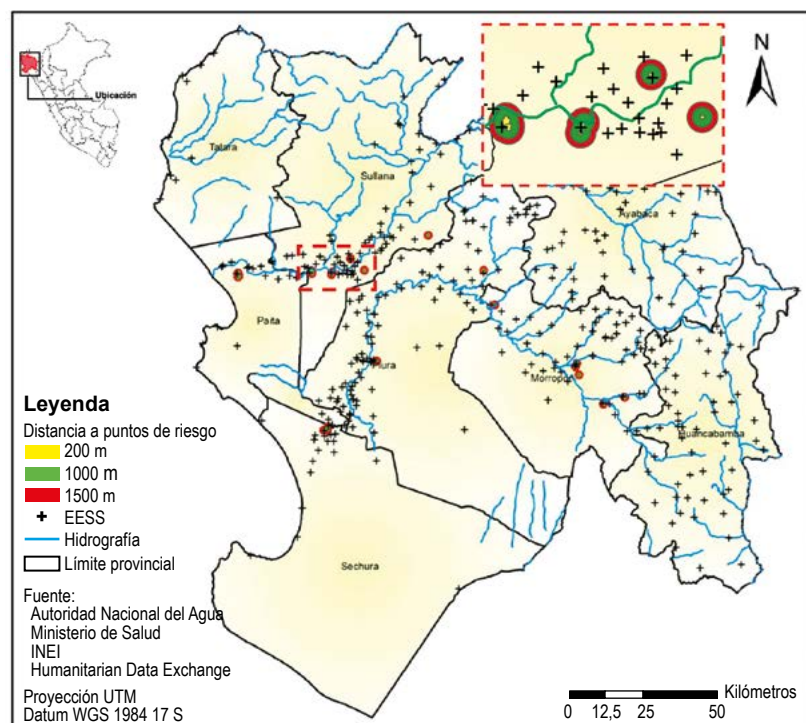 Ubicación
N
Talara
Sullana
Ayabaca
Paita
Piura
Morropón
Huancabamba
Sechura
Leyenda
Distancia a puntos de riesgo
200 m
1000 m
1500 m
EESS
Hidrografía
Límite provincial
Fuente:
Autoridad Nacional del Agua
Ministerio de Salud
INEI
Humanitarian Data Exchange
Proyección UTM
Datum WGS 1984 17 S
Kilómetros
0 12,5 25 50